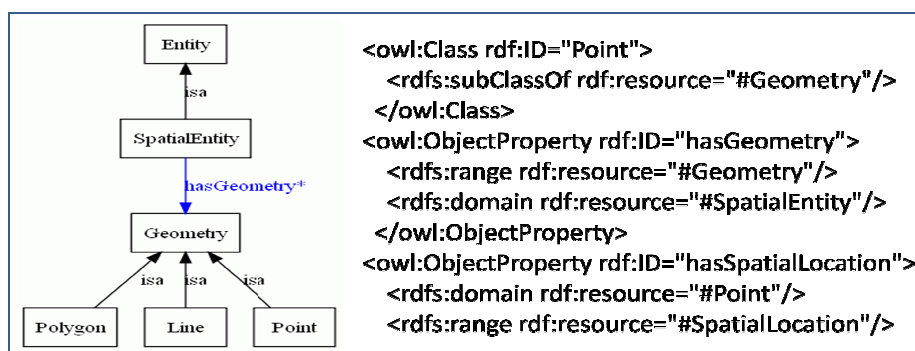 Entity
isa
SpatialEntity
hasGeometry*
Geometry
isa isa isa
Polygon Line Point
<owl:Class rdf:ID="Point">
<rdfs:subClassOf rdf:resource="#Geometry"/>
</owl:Class>
<owl:ObjectProperty rdf:ID="hasGeometry">
<rdfs:range rdf:resource="#Geometry"/>
<rdfs:domain rdf:resource="#SpatialEntity"/>
</owl:ObjectProperty>
<owl:ObjectProperty rdf:ID="hasSpatialLocation">
<rdfs:domain rdf:resource="#Point"/>
<rdfs:range rdf:resource="#SpatialLocation"/>